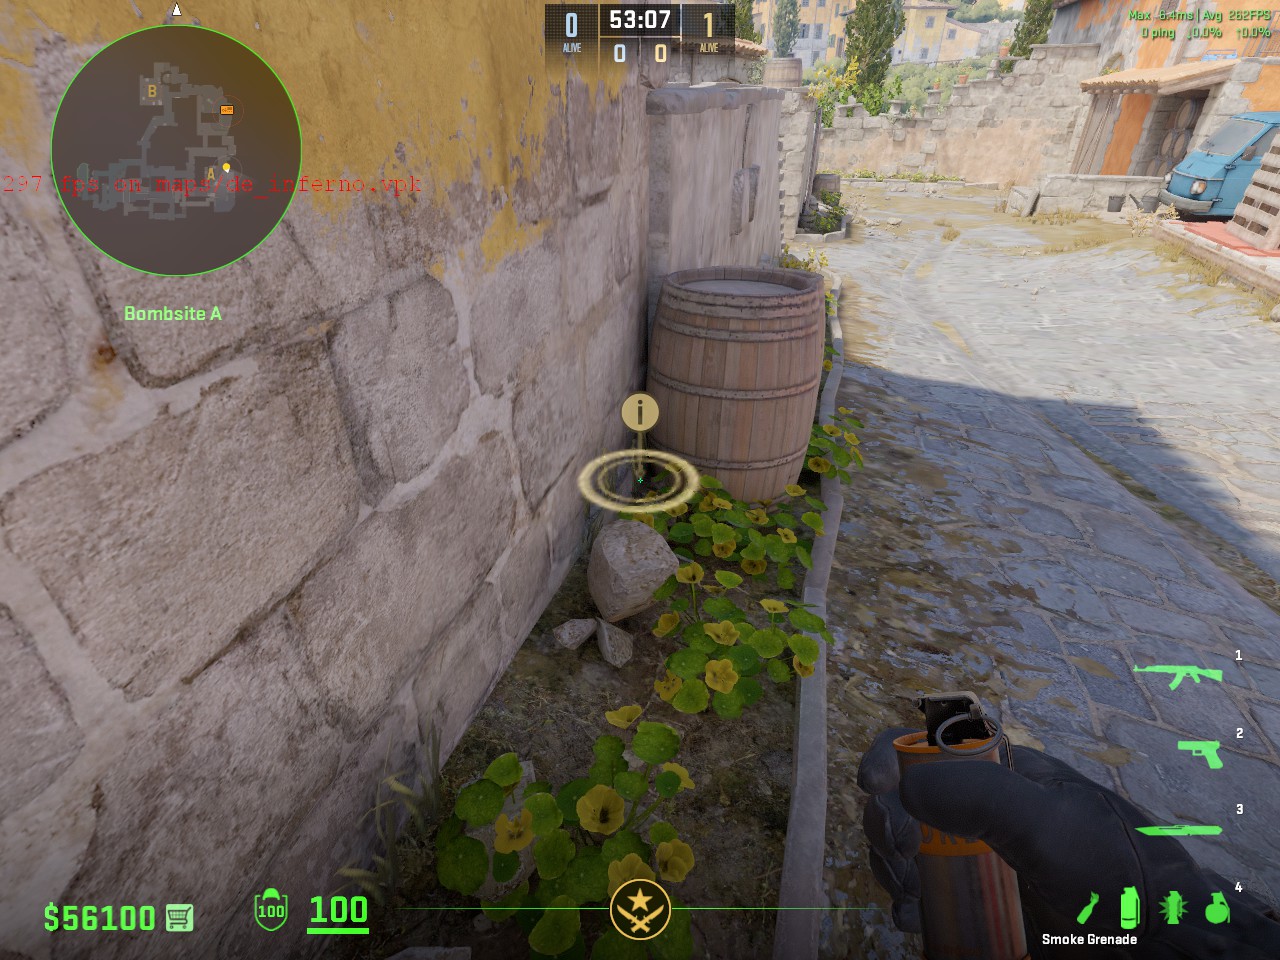 0
ALIVE
53:07
1
ALIVE
0 0
Max 6.4ms | Avg 262FPS
0 ping ↓0.0% ↑0.0%
B
A
297 fps on maps/de_inferno.vpk
Bombsite A
i
1
2
3
4
$56100
100
100
Smoke Grenade